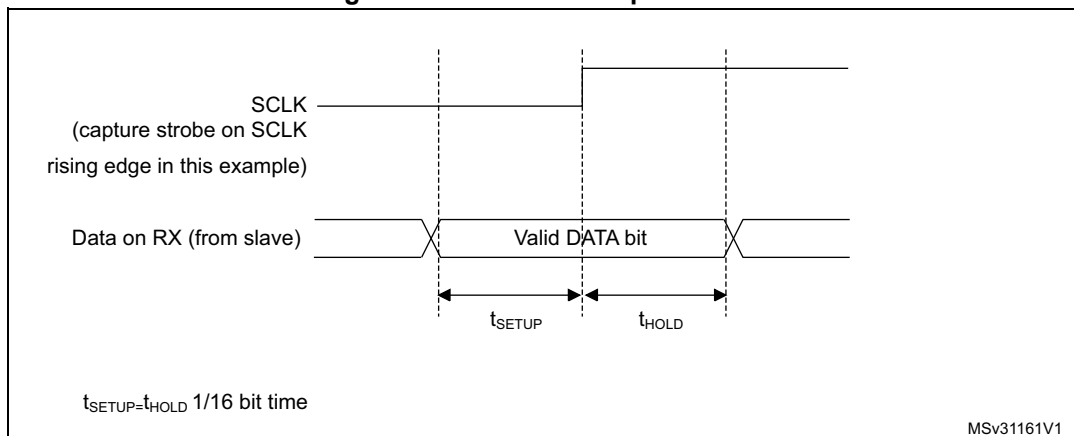 SCLK
(capture strobe on SCLK
rising edge in this example)
Data on RX (from slave)
Valid DATA bit
tSETUP
tHOLD
tSETUP=tHOLD 1/16 bit time
MSv31161V1